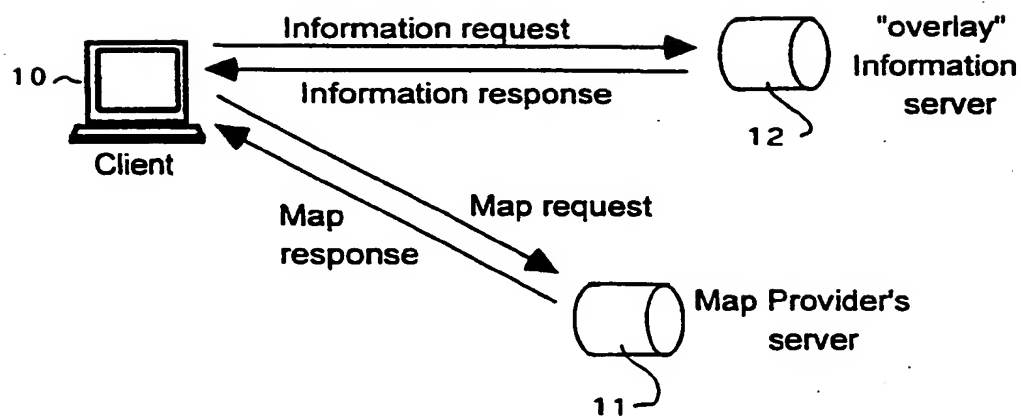 Information request
"overlay"
Information
server
10
Information response
12
Client
Map request
Map
response
Map Provider's
server
11